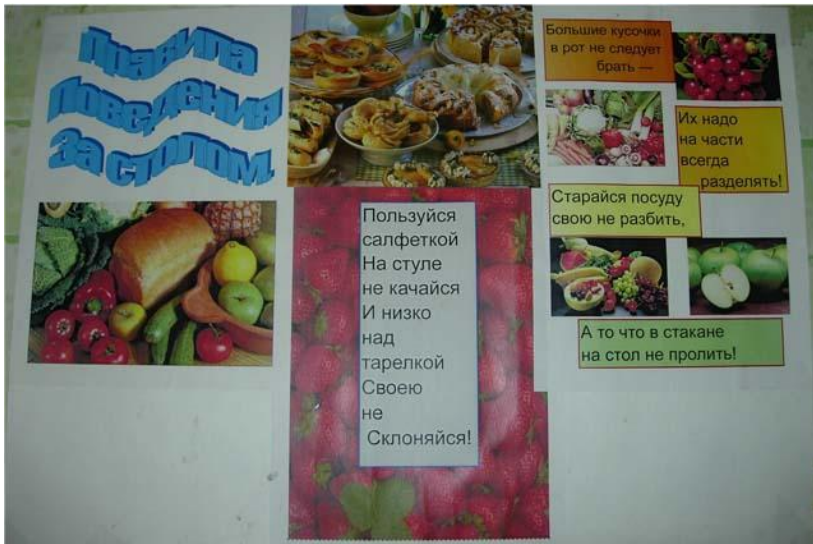 Правила
поведения
за столом.
Пользуйся
салфеткой
На стуле
не качайся
И низко
над
тарелкой
Своею
не
Склоняйся!
Большие кусочки
в рот не следует
брать —
Их надо
на части
всегда
разделять!
Старайся посуду
свою не разбить,
А то что в стакане
на стол не пролить!